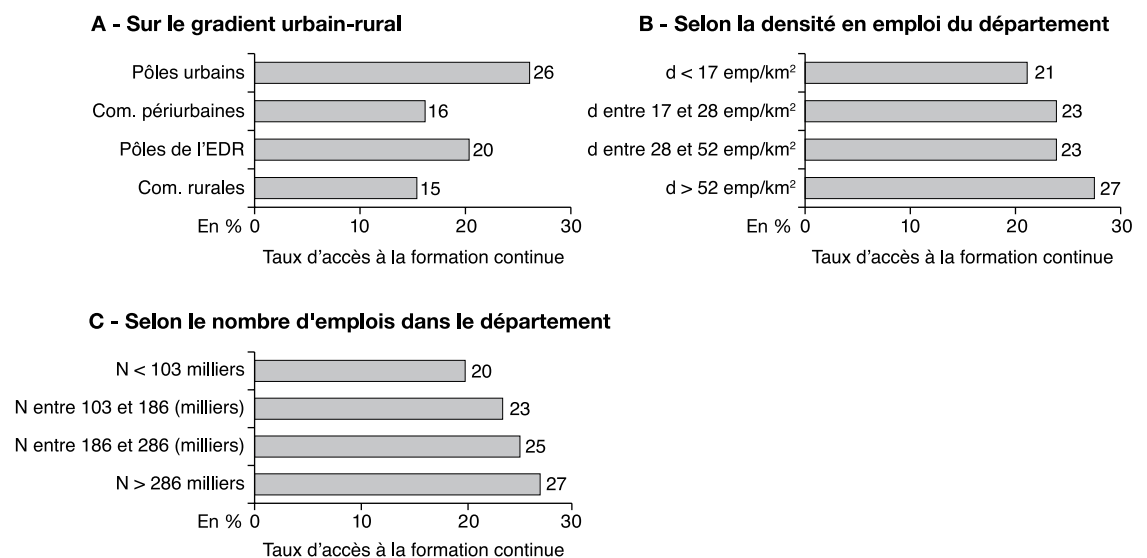 A - Sur le gradient urbain-rural
Pôles urbains 26
Com. périurbaines 16
Pôles de l'EDR 20
Com. rurales 15
En % 0 10 20 30
Taux d'accès à la formation continue
B - Selon la densité en emploi du département
d < 17 emp/km² 21
d entre 17 et 28 emp/km² 23
d entre 28 et 52 emp/km² 23
d > 52 emp/km² 27
En % 0 10 20 30
Taux d'accès à la formation continue
C - Selon le nombre d'emplois dans le département
N < 103 milliers 20
N entre 103 et 186 (milliers) 23
N entre 186 et 286 (milliers) 25
N > 286 milliers 27
En % 0 10 20 30
Taux d'accès à la formation continue